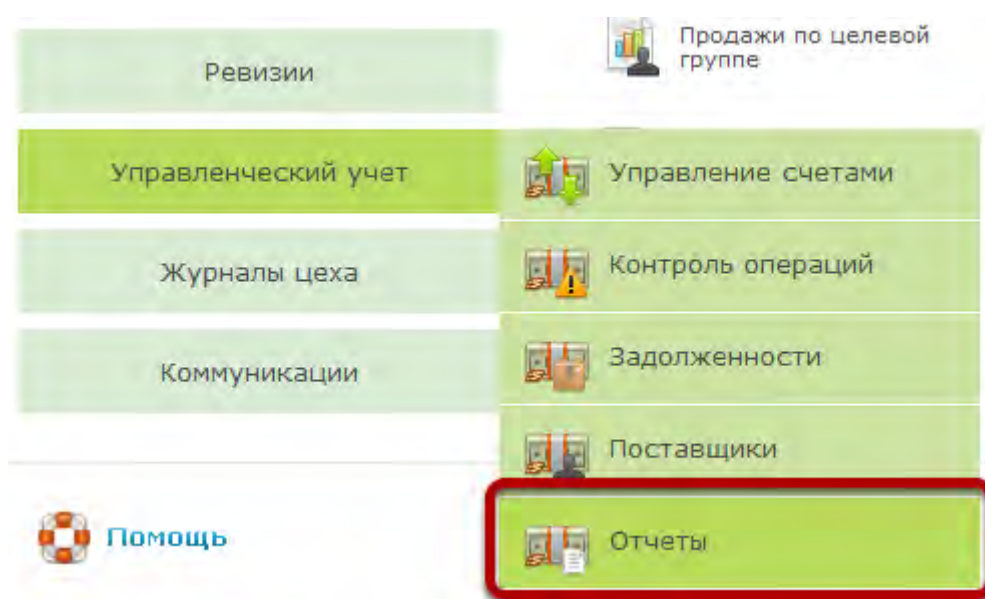 Продажи по целевой
группе
Ревизии
Управленческий учет
Журналы цеха
Коммуникации
Помощь
Управление счетами
Контроль операций
Задолженности
Поставщики
Отчеты